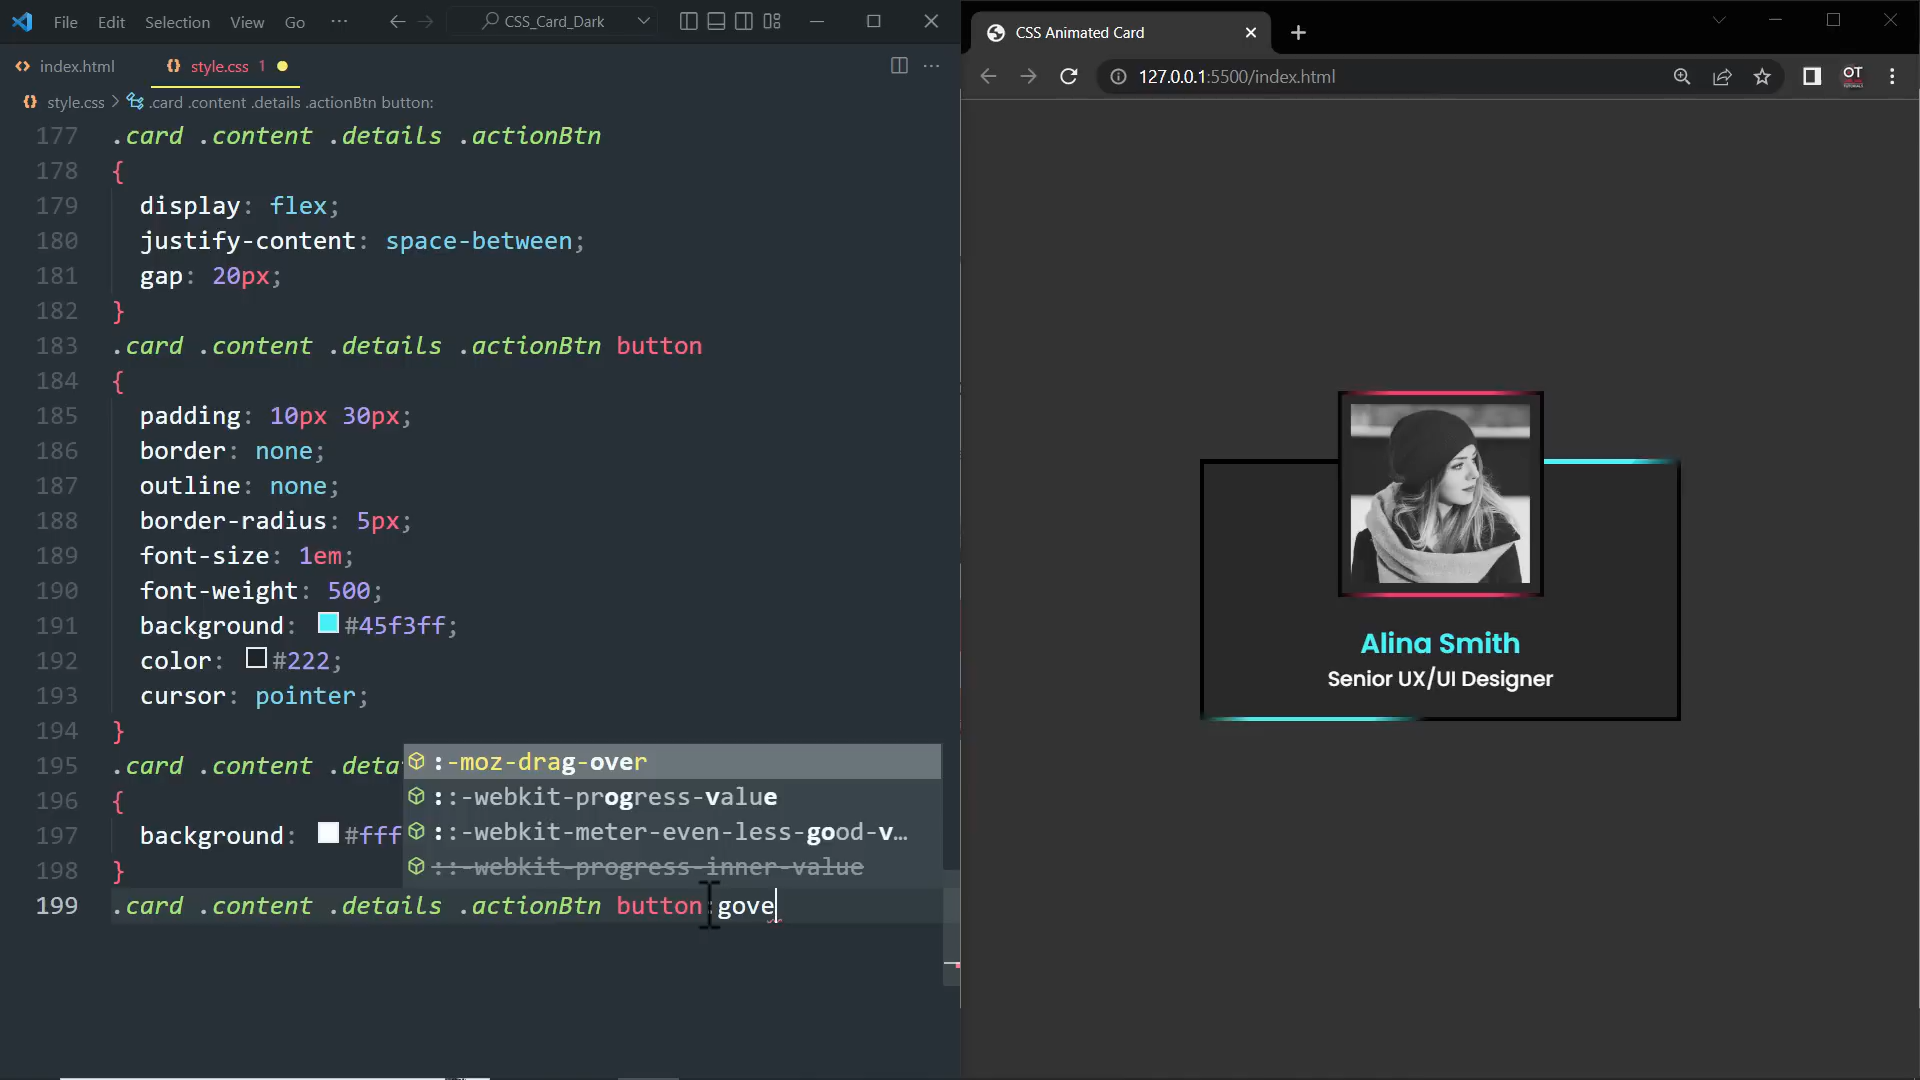 File Edit Selection View Go ... CSS_Card_Dark
index.html style.css 1
style.css > .card .content .details .actionBtn button:
177 .card .content .details .actionBtn
178 {
179 display: flex;
180 justify-content: space-between;
181 gap: 20px;
182 }
183 .card .content .details .actionBtn button
184 {
185 padding: 10px 30px;
186 border: none;
187 outline: none;
188 border-radius: 5px;
189 font-size: 1em;
190 font-weight: 500;
191 background: #45f3ff;
192 color: #222;
193 cursor: pointer;
194 }
195 .card .content .deta
196 {
197 background: #fff
198 }
199 .card .content .details .actionBtn button:gove
:-moz-drag-over
::-webkit-progress-value
::-webkit-meter-even-less-good-v...
::-webkit-progress-inner-value
CSS Animated Card
127.0.0.1:5500/index.html
OT
Alina Smith
Senior UX/UI Designer